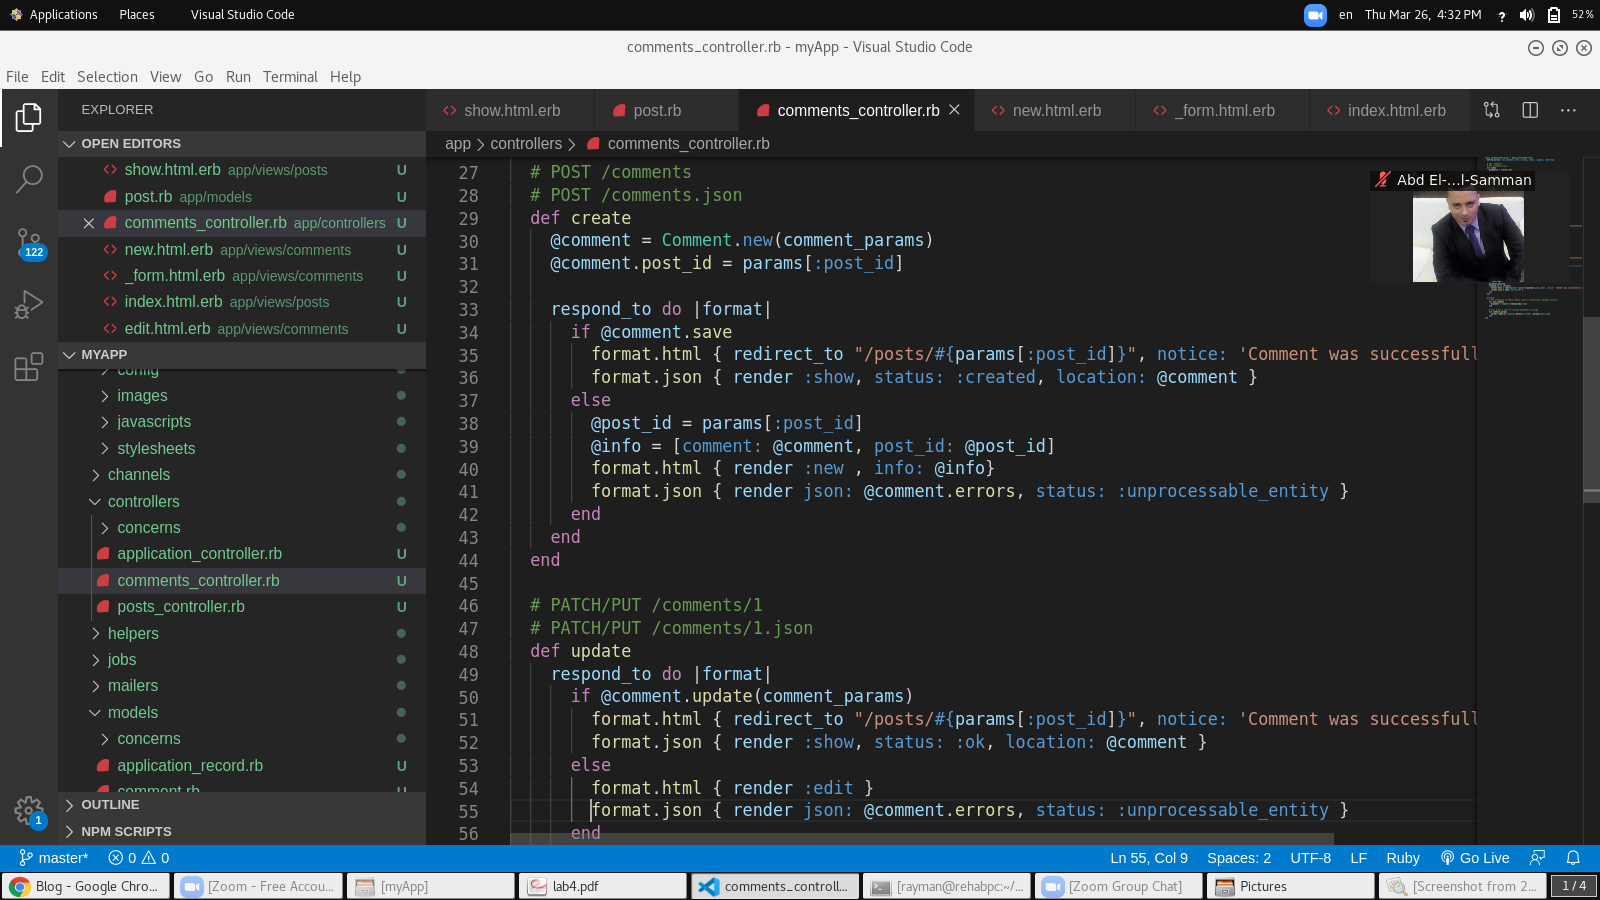 Applications Places Visual Studio Code en Thu Mar 26, 4:32 PM ? 52%
comments_controller.rb - myApp - Visual Studio Code
File Edit Selection View Go Run Terminal Help
EXPLORER
OPEN EDITORS
show.html.erb app/views/posts U
post.rb app/models U
comments_controller.rb app/controllers U
new.html.erb app/views/comments U
_form.html.erb app/views/comments U
index.html.erb app/views/posts U
edit.html.erb app/views/comments U
MYAPP
config
images
javascripts
stylesheets
channels
controllers
concerns
application_controller.rb U
comments_controller.rb U
posts_controller.rb U
helpers
jobs
mailers
models
concerns
application_record.rb U
comment.rb
OUTLINE
NPM SCRIPTS
122
1
show.html.erb post.rb comments_controller.rb new.html.erb _form.html.erb index.html.erb
app > controllers > comments_controller.rb
27 # POST /comments
28 # POST /comments.json
29 def create
30 @comment = Comment.new(comment_params)
31 @comment.post_id = params[:post_id]
32
33 respond_to do |format|
34 if @comment.save
35 format.html { redirect_to "/posts/#{params[:post_id]}", notice: 'Comment was successfull
36 format.json { render :show, status: :created, location: @comment }
37 else
38 @post_id = params[:post_id]
39 @info = [comment: @comment, post_id: @post_id]
40 format.html { render :new , info: @info}
41 format.json { render json: @comment.errors, status: :unprocessable_entity }
42 end
43 end
44 end
45
46 # PATCH/PUT /comments/1
47 # PATCH/PUT /comments/1.json
48 def update
49 respond_to do |format|
50 if @comment.update(comment_params)
51 format.html { redirect_to "/posts/#{params[:post_id]}", notice: 'Comment was successfull
52 format.json { render :show, status: :ok, location: @comment }
53 else
54 format.html { render :edit }
55 format.json { render json: @comment.errors, status: :unprocessable_entity }
56 end
Abd El-...l-Samman
master* 0 0 Ln 55, Col 9 Spaces: 2 UTF-8 LF Ruby Go Live
Blog - Google Chro... [Zoom - Free Accou... [myApp] lab4.pdf comments_controll... [rayman@rehabpc:~/... [Zoom Group Chat] Pictures [Screenshot from 2... 1 / 4